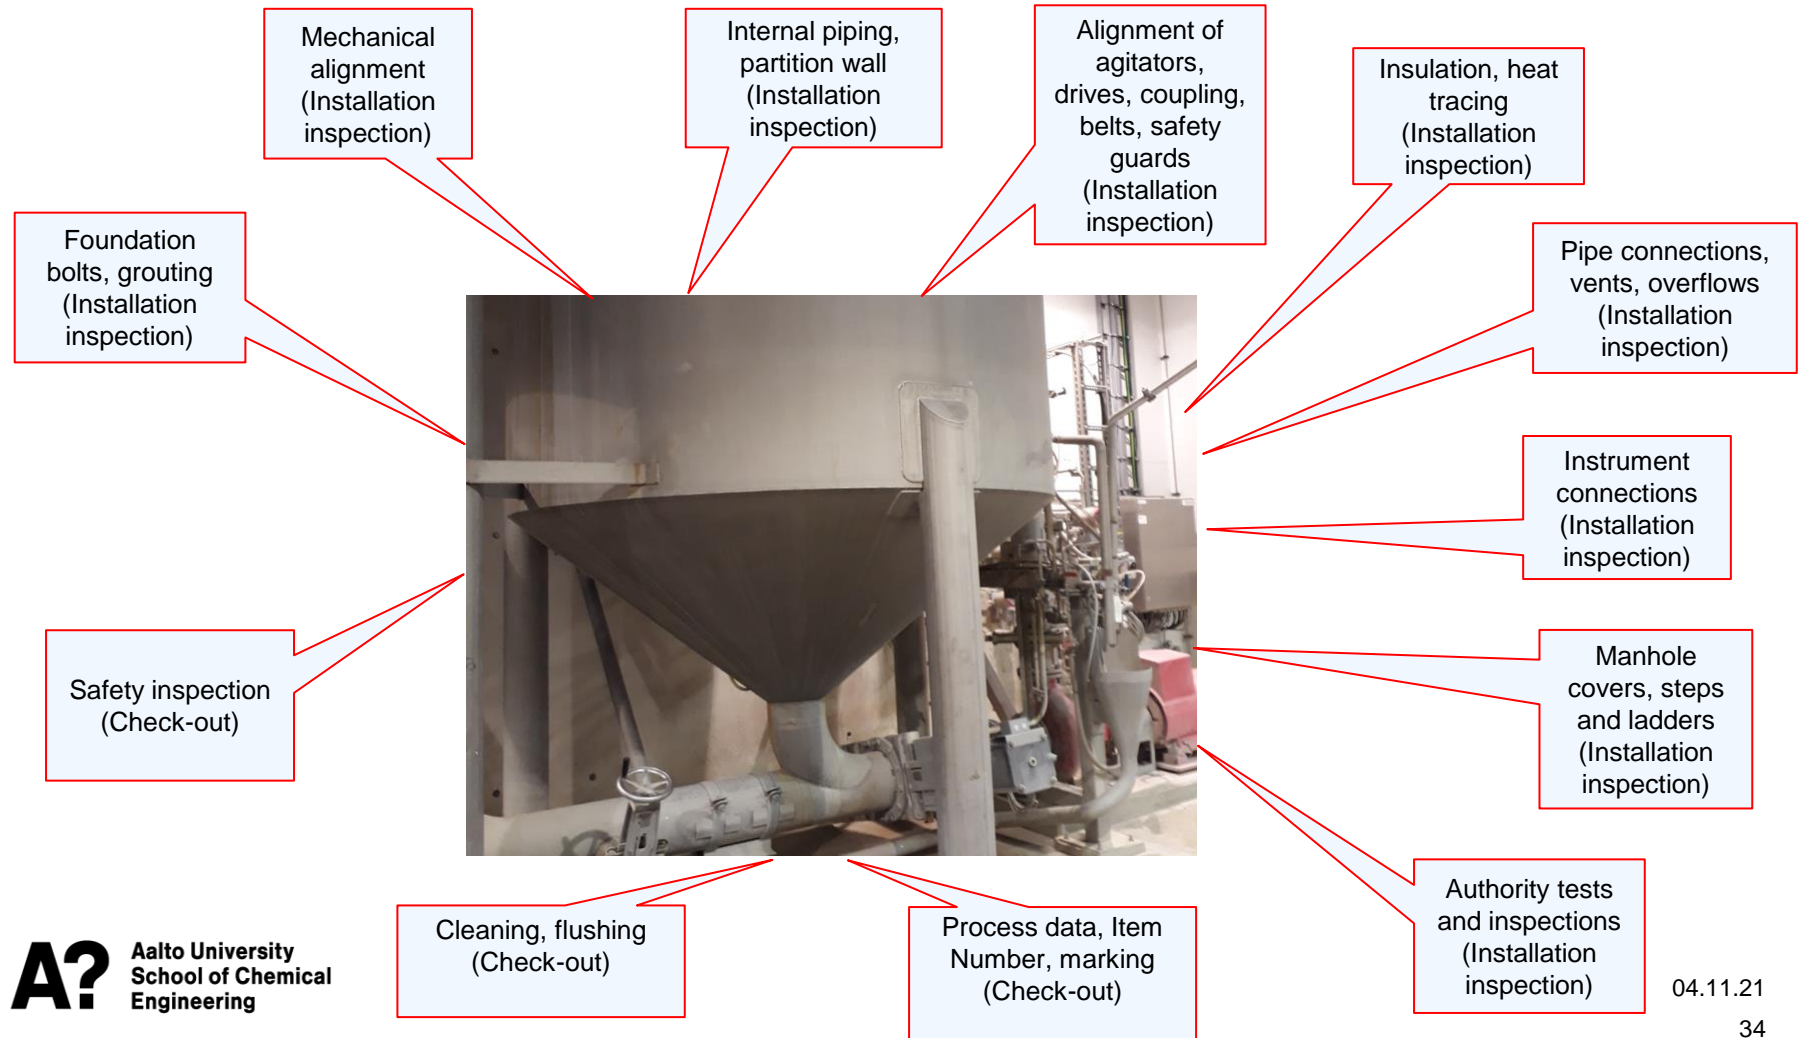 Mechanical
alignment
(Installation
inspection)
Internal piping,
partition wall
(Installation
inspection)
Alignment of
agitators,
drives, coupling,
belts, safety
guards
(Installation
inspection)
Insulation, heat
tracing
(Installation
inspection)
Foundation
bolts, grouting
(Installation
inspection)
Pipe connections,
vents, overflows
(Installation
inspection)
Instrument
connections
(Installation
inspection)
Safety inspection
(Check-out)
Manhole
covers, steps
and ladders
(Installation
inspection)
Cleaning, flushing
(Check-out)
Process data, Item
Number, marking
(Check-out)
Authority tests
and inspections
(Installation
inspection)
A?
Aalto University
School of Chemical
Engineering
04.11.21
34